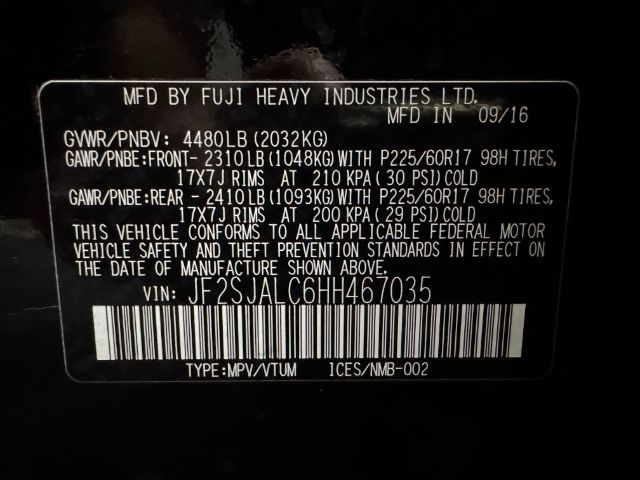 MFD BY FUJI HEAVY INDUSTRIES LTD.
MFD IN 09/16
GVWR/PNBV: 4480LB (2032KG)
GAWR/PNBE:FRONT- 2310LB (1048KG) WITH P225/60R17 98H TIRES,
17X7J RIMS AT 210 KPA ( 30 PSI) COLD
GAWR/PNBE:REAR - 2410LB (1093KG) WITH P225/60R17 98H TIRES,
17X7J RIMS AT 200 KPA ( 29 PSI) COLD
THIS VEHICLE CONFORMS TO ALL APPLICABLE FEDERAL MOTOR
VEHICLE SAFETY AND THEFT PREVENTION STANDARDS IN EFFECT ON
THE DATE OF MANUFACTURE SHOWN ABOVE.
VIN: JF2SJALC6HH467035
TYPE:MPV/VTUM ICES/NMB-002